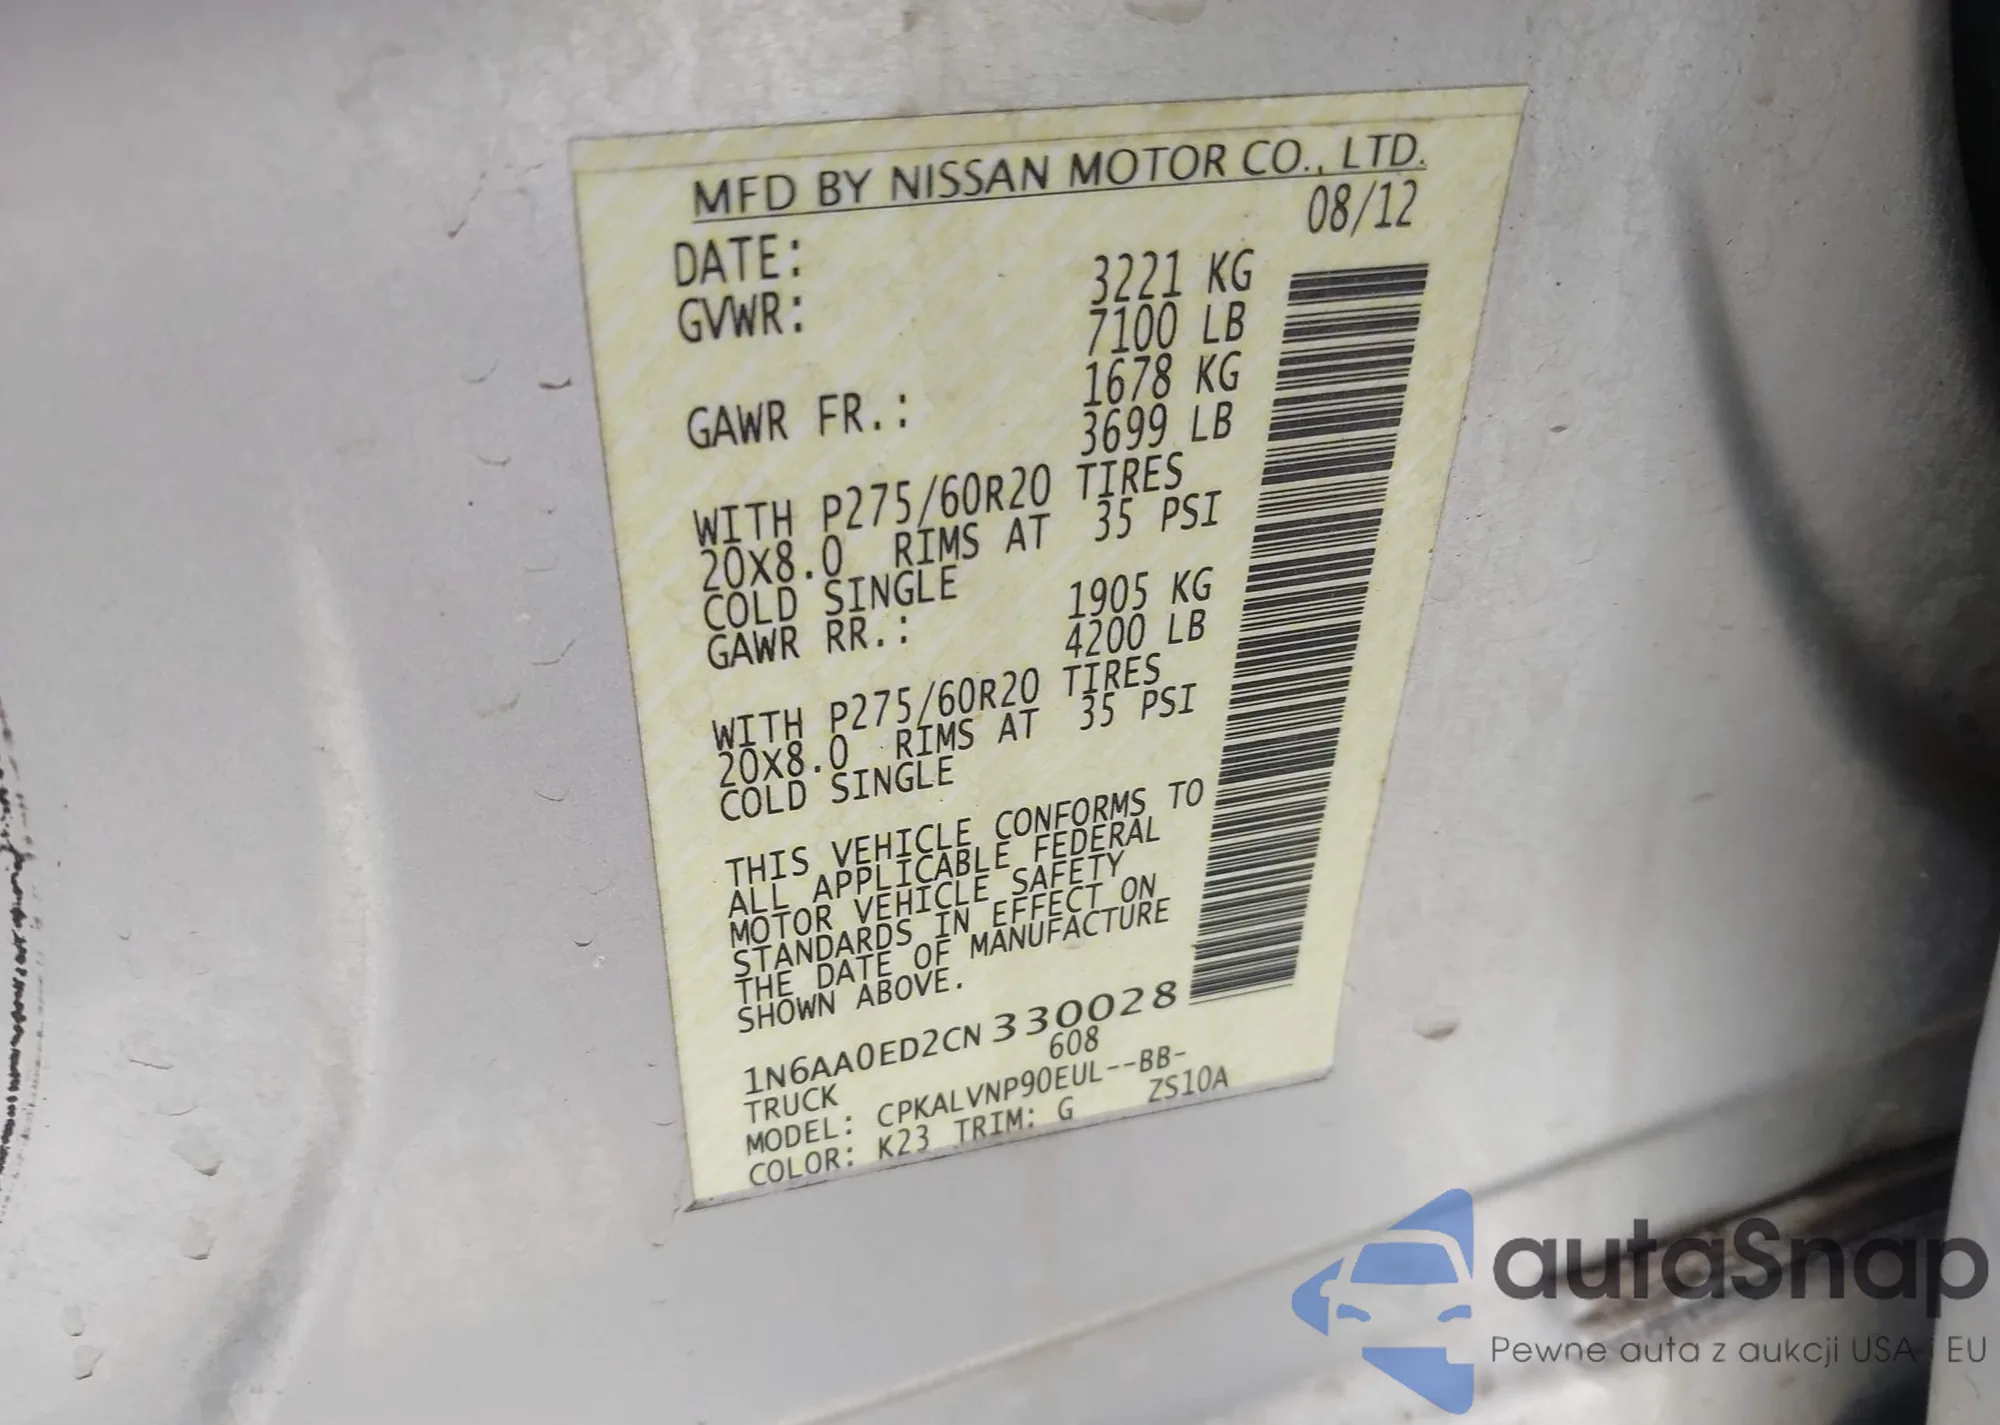 MFD BY NISSAN MOTOR CO., LTD.
DATE: 08/12
GVWR: 3221 KG
7100 LB
GAWR FR.: 1678 KG
3699 LB
WITH P275/60R20 TIRES
20X8.0 RIMS AT 35 PSI
COLD SINGLE
GAWR RR.: 1905 KG
4200 LB
WITH P275/60R20 TIRES
20X8.0 RIMS AT 35 PSI
COLD SINGLE
THIS VEHICLE CONFORMS TO
ALL APPLICABLE FEDERAL
MOTOR VEHICLE SAFETY
STANDARDS IN EFFECT ON
THE DATE OF MANUFACTURE
SHOWN ABOVE.
1N6AA0ED2CN330028
TRUCK 608
MODEL: CPKALVNP90EUL--BB-
COLOR: K23 TRIM: G ZS10A
autaSnap
Pewne auta z aukcji USA i EU